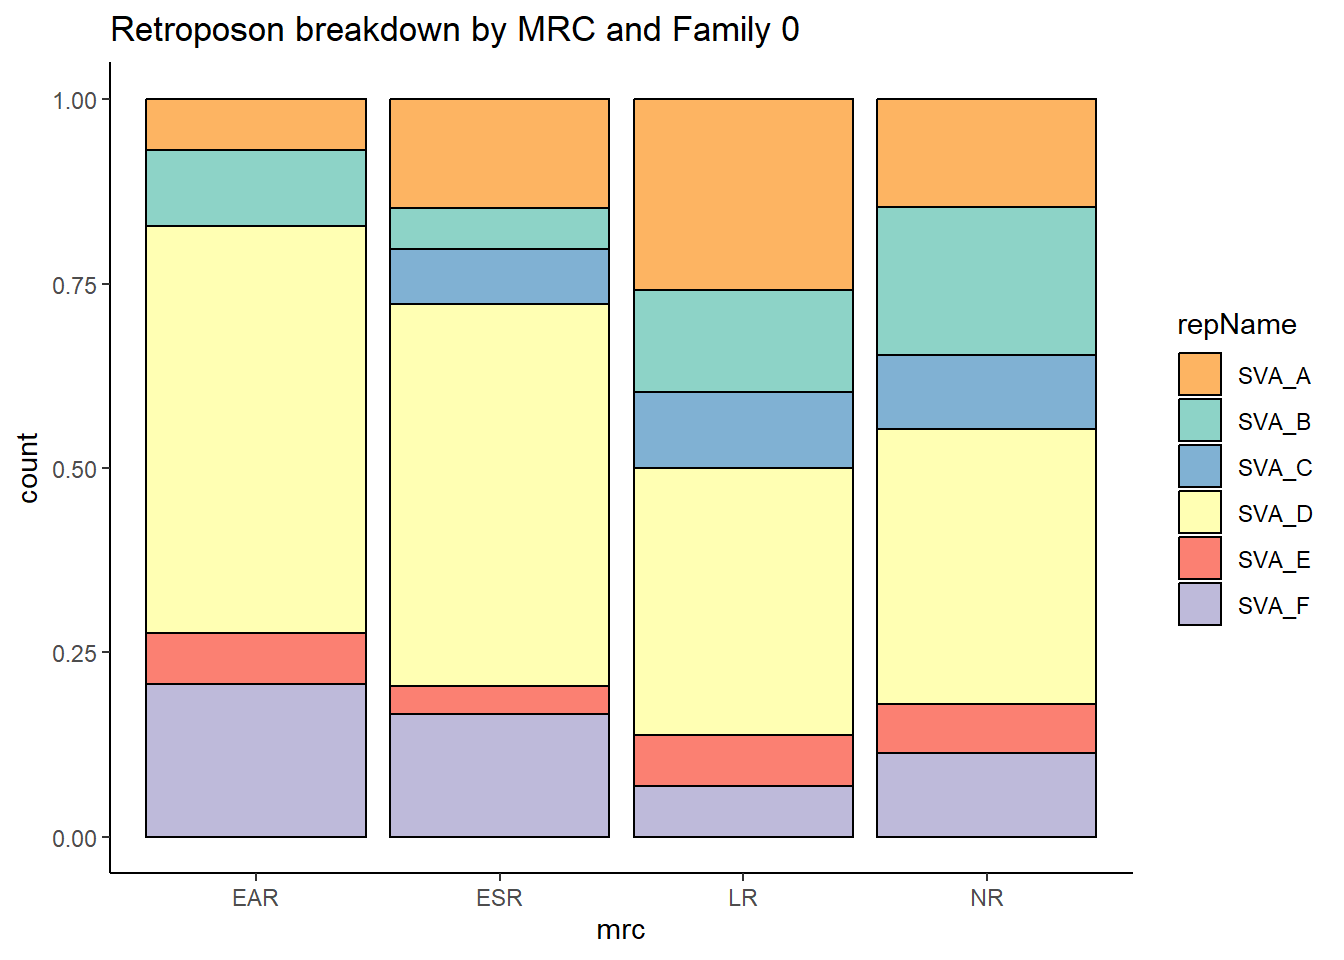 Retroposon breakdown by MRC and Family 0
1.00
0.75
0.50
0.25
0.00
count
EAR
ESR
LR
NR
mrc
repName
SVA_A
SVA_B
SVA_C
SVA_D
SVA_E
SVA_F